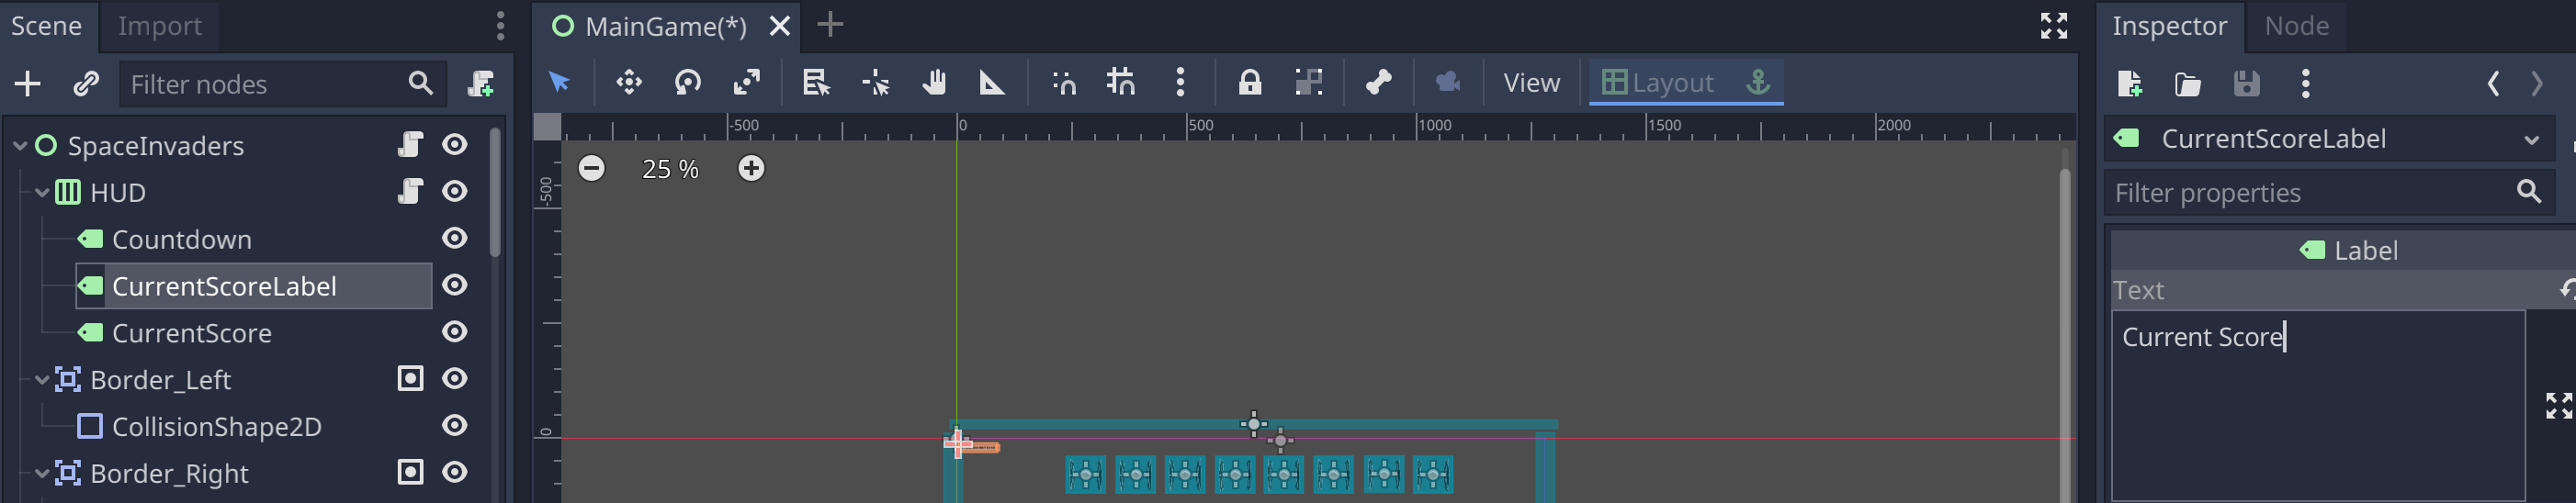 Scene Import
MainGame(*)
Inspector Node
Filter nodes
View Layout
-500 0 500 1000 1500 2000
SpaceInvaders
25 %
CurrentScoreLabel
HUD
-500
Filter properties
Countdown
Label
CurrentScoreLabel
Text
CurrentScore
Current Score
Border_Left
CollisionShape2D
0
Border_Right